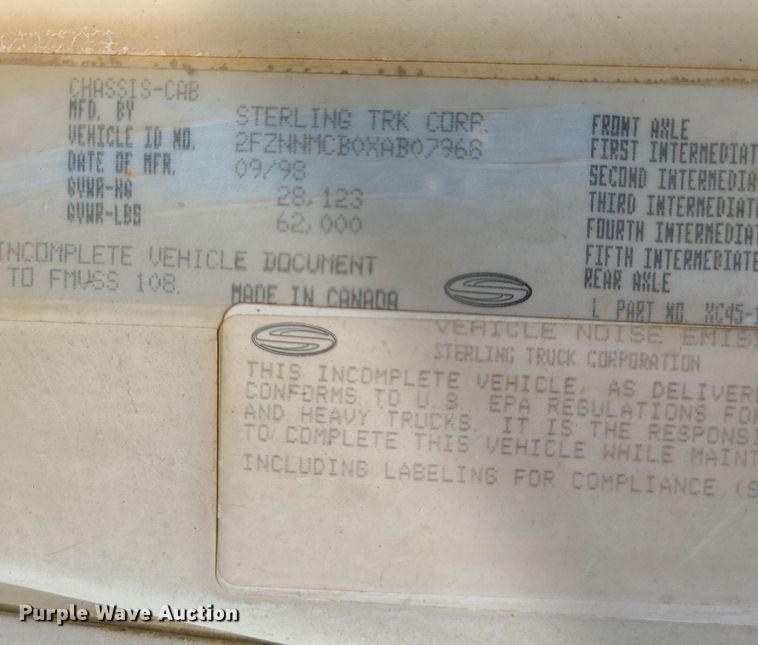 CHASSIS-CAB
MFD. BY STERLING TRK CORP.
VEHICLE ID NO. 2FZNNMCB0XAB07968
DATE OF MFR. 09/98
GVWR-KG 28,123
GVWR-LBS 62,000
INCOMPLETE VEHICLE DOCUMENT
TO FMVSS 108.
MADE IN CANADA
FRONT AXLE
FIRST INTERMEDIAT
SECOND INTERMEDIA
THIRD INTERMEDIAT
FOURTH INTERMEDIA
FIFTH INTERMEDIATE
REAR AXLE
L PART NO. XC45-
VEHICLE NOISE EMIS
STERLING TRUCK CORPORATION
THIS INCOMPLETE VEHICLE, AS DELIVER
CONFORMS TO U.S. EPA REGULATIONS FOR
AND HEAVY TRUCKS. IT IS THE RESPONSI
TO COMPLETE THIS VEHICLE WHILE MAINT
INCLUDING LABELING FOR COMPLIANCE (S
Purple Wave Auction